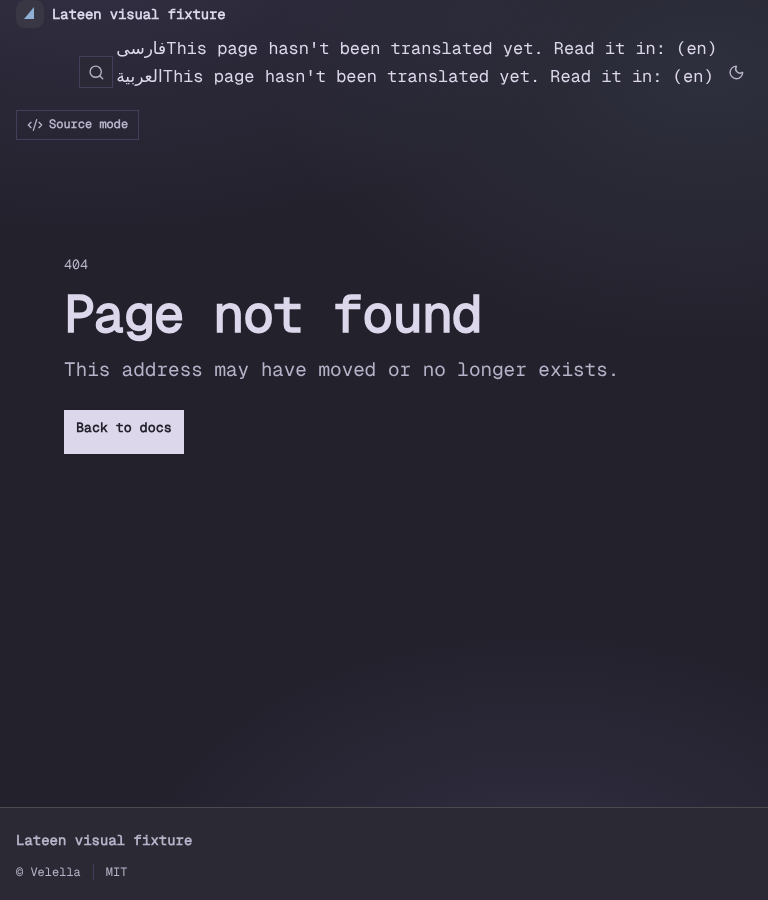 Lateen visual fixture
فارسیThis page hasn't been translated yet. Read it in: (en)
العربيةThis page hasn't been translated yet. Read it in: (en)
Source mode
404
Page not found
This address may have moved or no longer exists.
Back to docs
Lateen visual fixture
© Velella
MIT